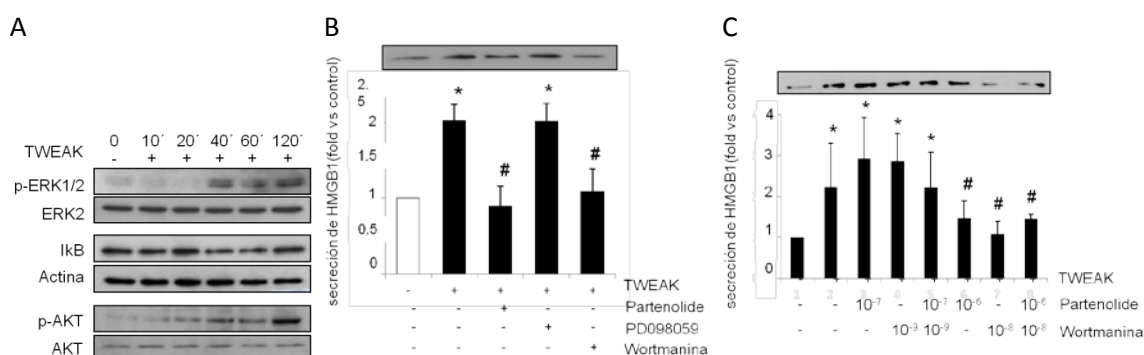 A
0 10´ 20´ 40´ 60´ 120´
TWEAK - + + + + +
p-ERK1/2
ERK2
IkB
Actina
p-AKT
AKT
B
secreción de HMGB1 (fold vs control)
2.
5
2
1.5
1
0.5
0
* # * #
- + + + + TWEAK
- - + - - Partenolide
- - - + - PD098059
- - - - + Wortmanina
C
secreción de HMGB1 (fold vs control)
4
3
2
1
0
* * * * # # #
TWEAK
1 2 3 4 5 6 7 8
- - 10⁻⁷ - 10⁻⁷ 10⁻⁶ - 10⁻⁶ Partenolide
- - - 10⁻⁹ 10⁻⁹ - 10⁻⁸ 10⁻⁸ Wortmanina